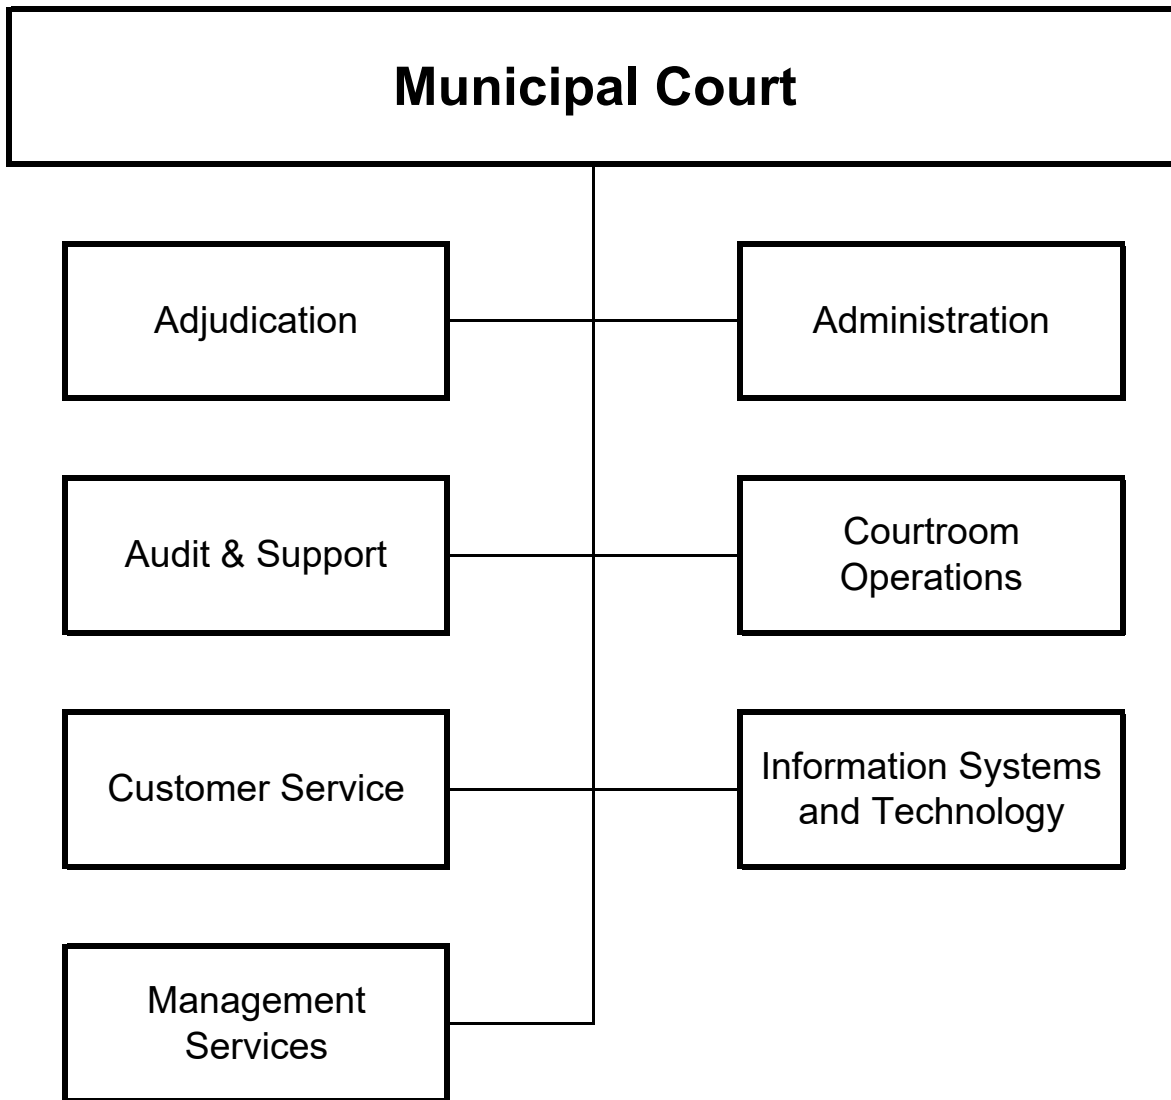 Municipal Court
Adjudication
Administration
Audit & Support
Courtroom
Operations
Customer Service
Information Systems
and Technology
Management
Services